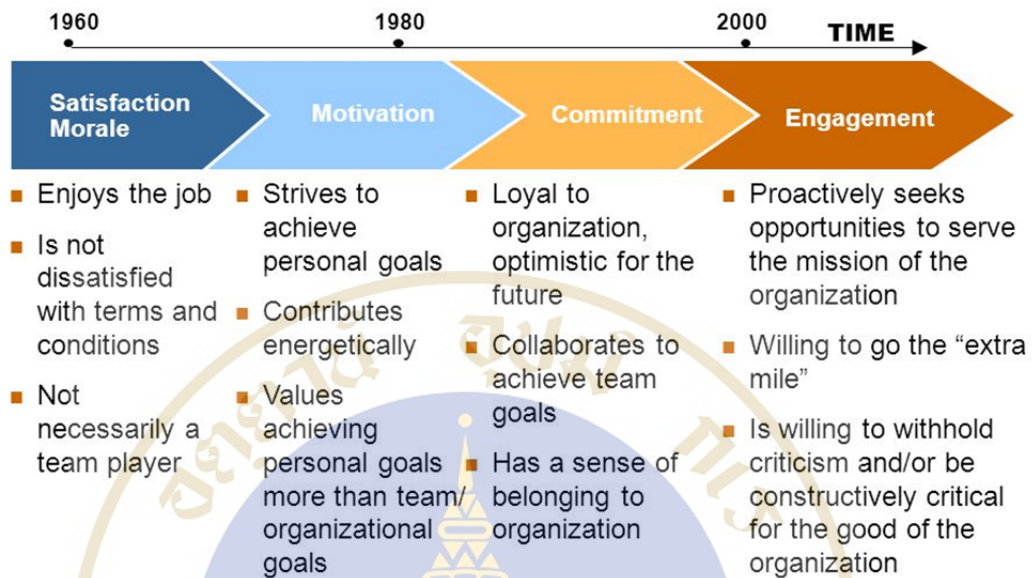 1960
1980
2000
TIME
Satisfaction
Morale
Motivation
Commitment
Engagement
■ Enjoys the job
■ Is not
dissatisfied
with terms and
conditions
■ Not
necessarily a
team player
■ Strives to
achieve
personal goals
■ Contributes
energetically
■ Values
achieving
personal goals
more than team/
organizational
goals
■ Loyal to
organization,
optimistic for the
future
■ Collaborates to
achieve team
goals
■ Has a sense of
belonging to
organization
■ Proactively seeks
opportunities to serve
the mission of the
organization
■ Willing to go the “extra
mile”
■ Is willing to withhold
criticism and/or be
constructively critical
for the good of the
organization